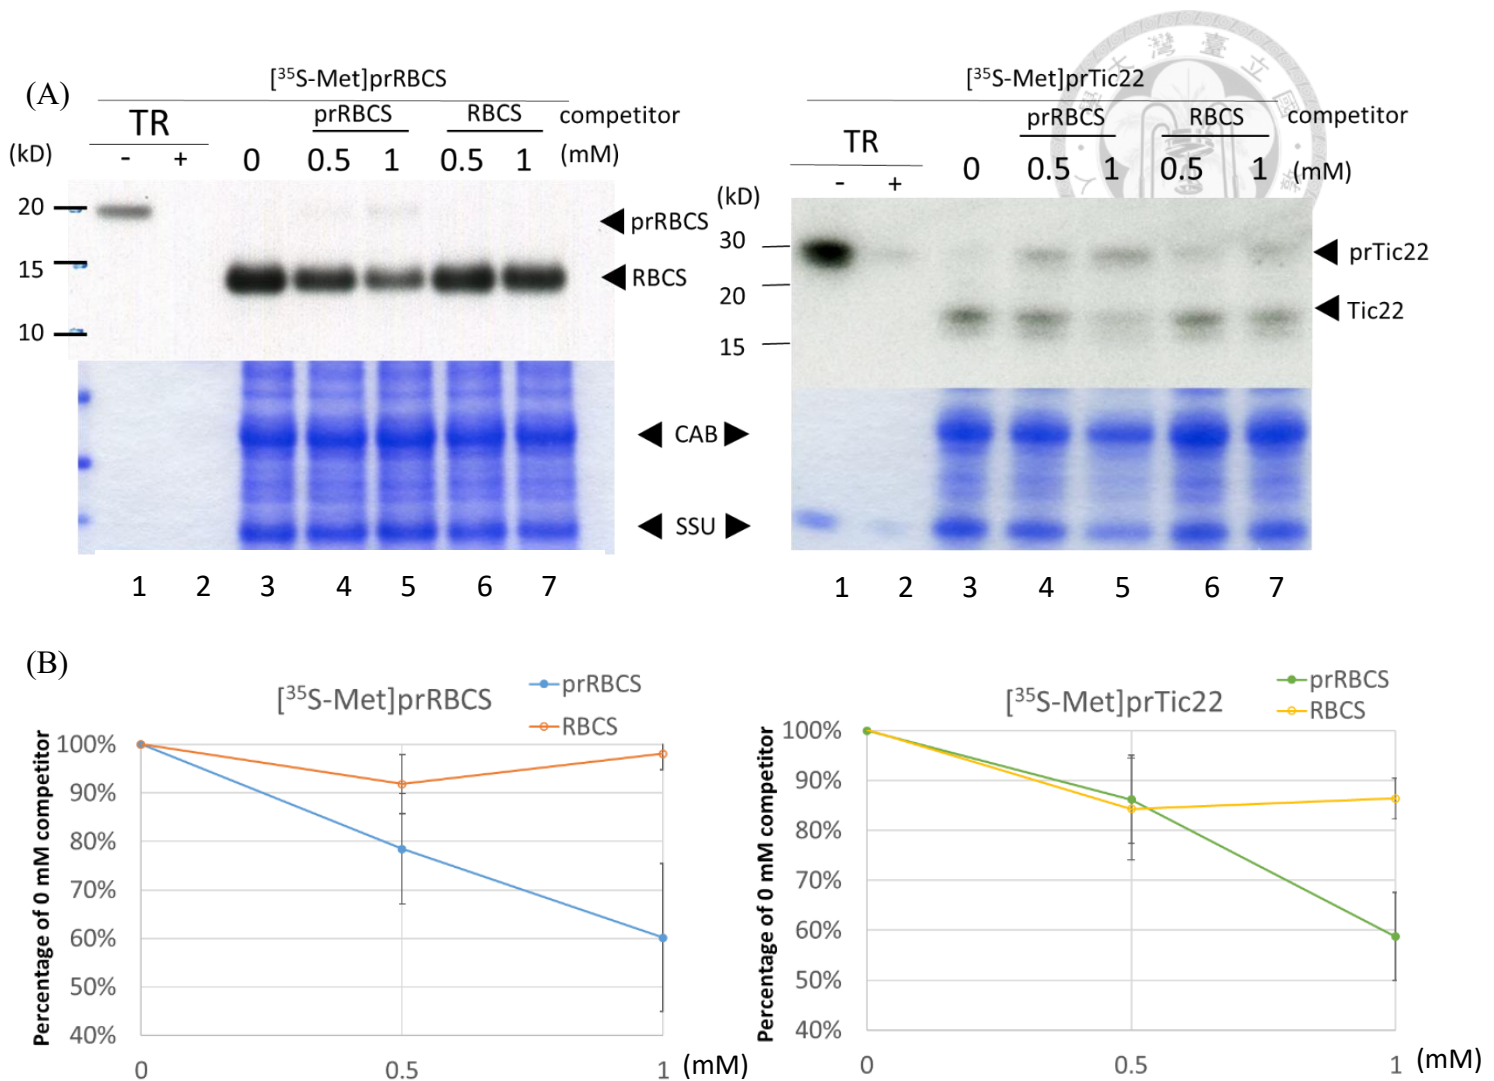 (A)
[³⁵S-Met]prRBCS
TR prRBCS RBCS competitor
(kD) - + 0 0.5 1 0.5 1 (mM)
20
15
10
prRBCS
RBCS
[³⁵S-Met]prTic22
TR prRBCS RBCS competitor
(kD) - + 0 0.5 1 0.5 1 (mM)
30
20
15
prTic22
Tic22
CAB
SSU
1 2 3 4 5 6 7
1 2 3 4 5 6 7
大灣臺立國
(B)
[³⁵S-Met]prRBCS
prRBCS
RBCS
Percentage of 0 mM competitor
100%
90%
80%
70%
60%
50%
40%
0 0.5 1 (mM)
[³⁵S-Met]prTic22
prRBCS
RBCS
Percentage of 0 mM competitor
100%
90%
80%
70%
60%
50%
40%
0 0.5 1 (mM)